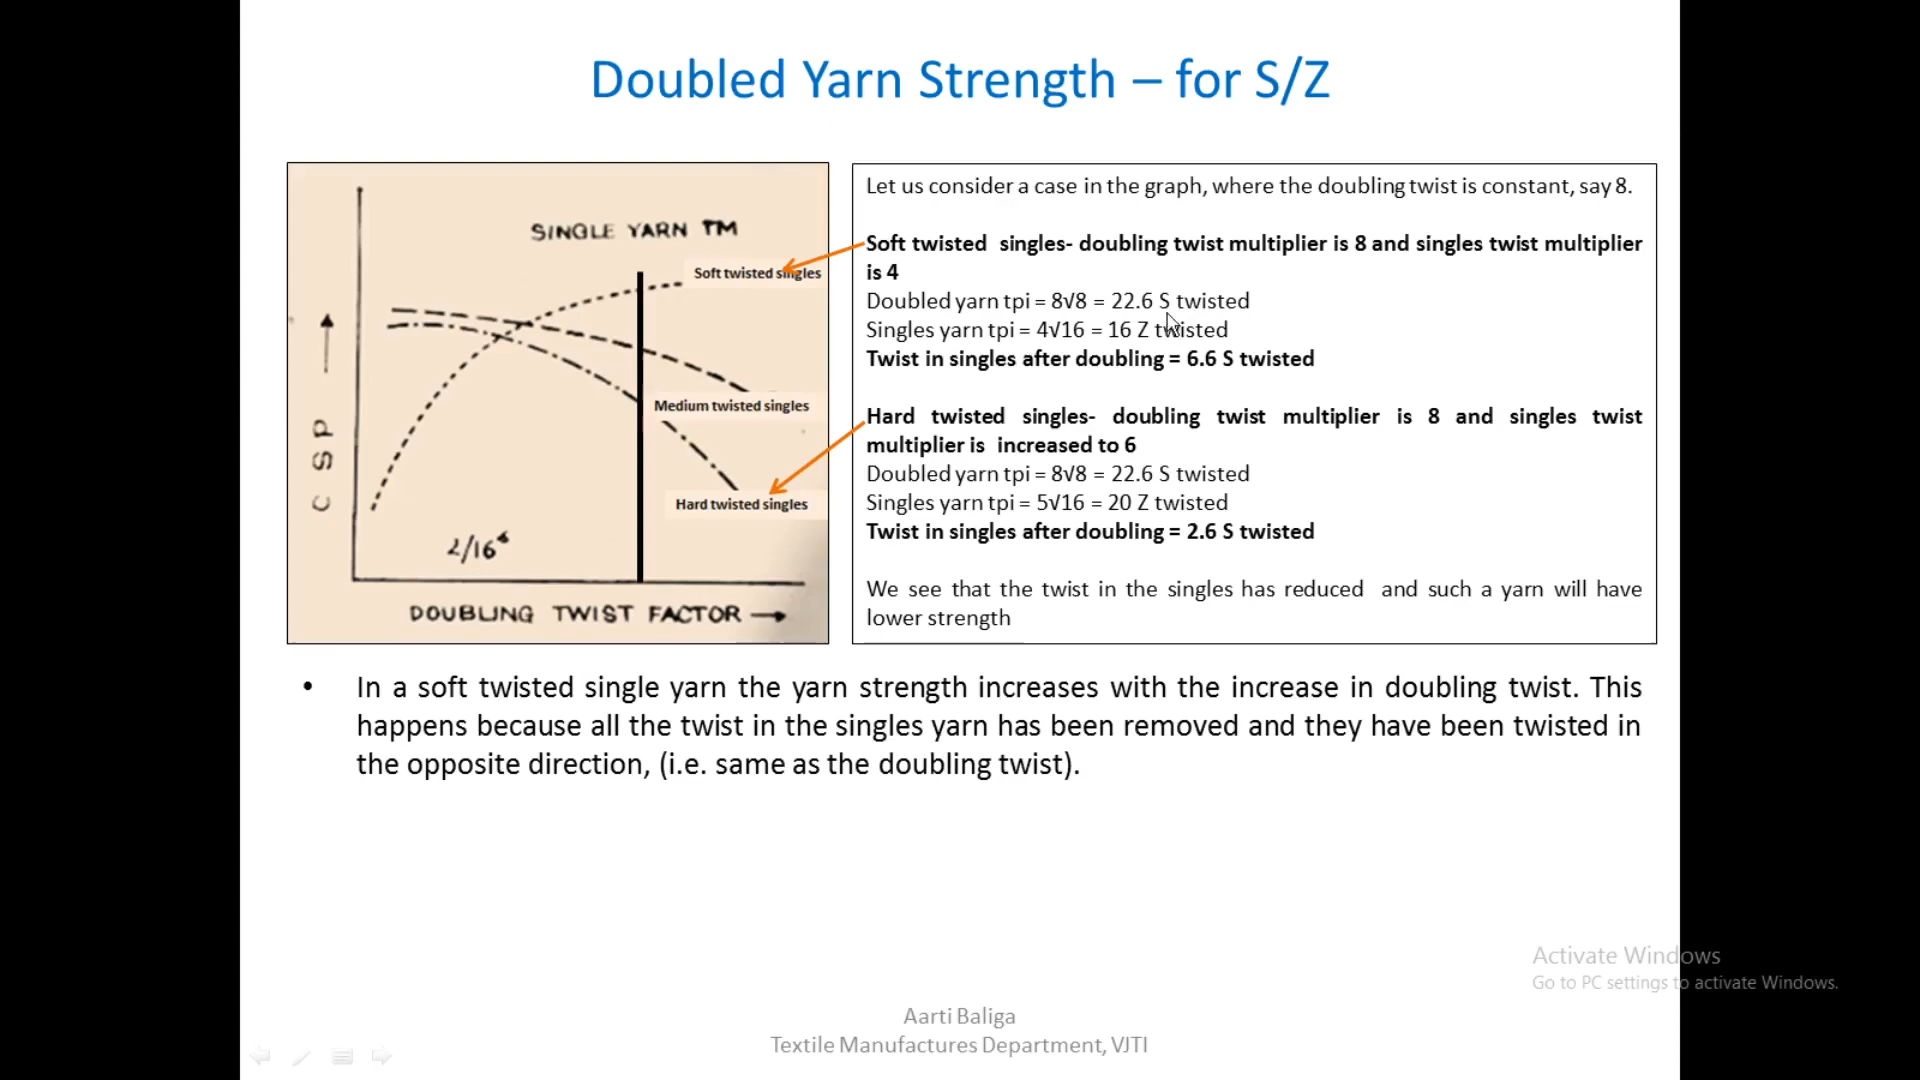 Doubled Yarn Strength – for S/Z
SINGLE YARN TM
Soft twisted singles
Medium twisted singles
Hard twisted singles
C S P
2/16ˢ
DOUBLING TWIST FACTOR
Let us consider a case in the graph, where the doubling twist is constant, say 8.
Soft twisted singles- doubling twist multiplier is 8 and singles twist multiplier
is 4
Doubled yarn tpi = 8√8 = 22.6 S twisted
Singles yarn tpi = 4√16 = 16 Z twisted
Twist in singles after doubling = 6.6 S twisted
Hard twisted singles- doubling twist multiplier is 8 and singles twist
multiplier is increased to 6
Doubled yarn tpi = 8√8 = 22.6 S twisted
Singles yarn tpi = 5√16 = 20 Z twisted
Twist in singles after doubling = 2.6 S twisted
We see that the twist in the singles has reduced and such a yarn will have
lower strength
• In a soft twisted single yarn the yarn strength increases with the increase in doubling twist. This
happens because all the twist in the singles yarn has been removed and they have been twisted in
the opposite direction, (i.e. same as the doubling twist).
Activate Windows
Go to PC settings to activate Windows.
Aarti Baliga
Textile Manufactures Department, VJTI